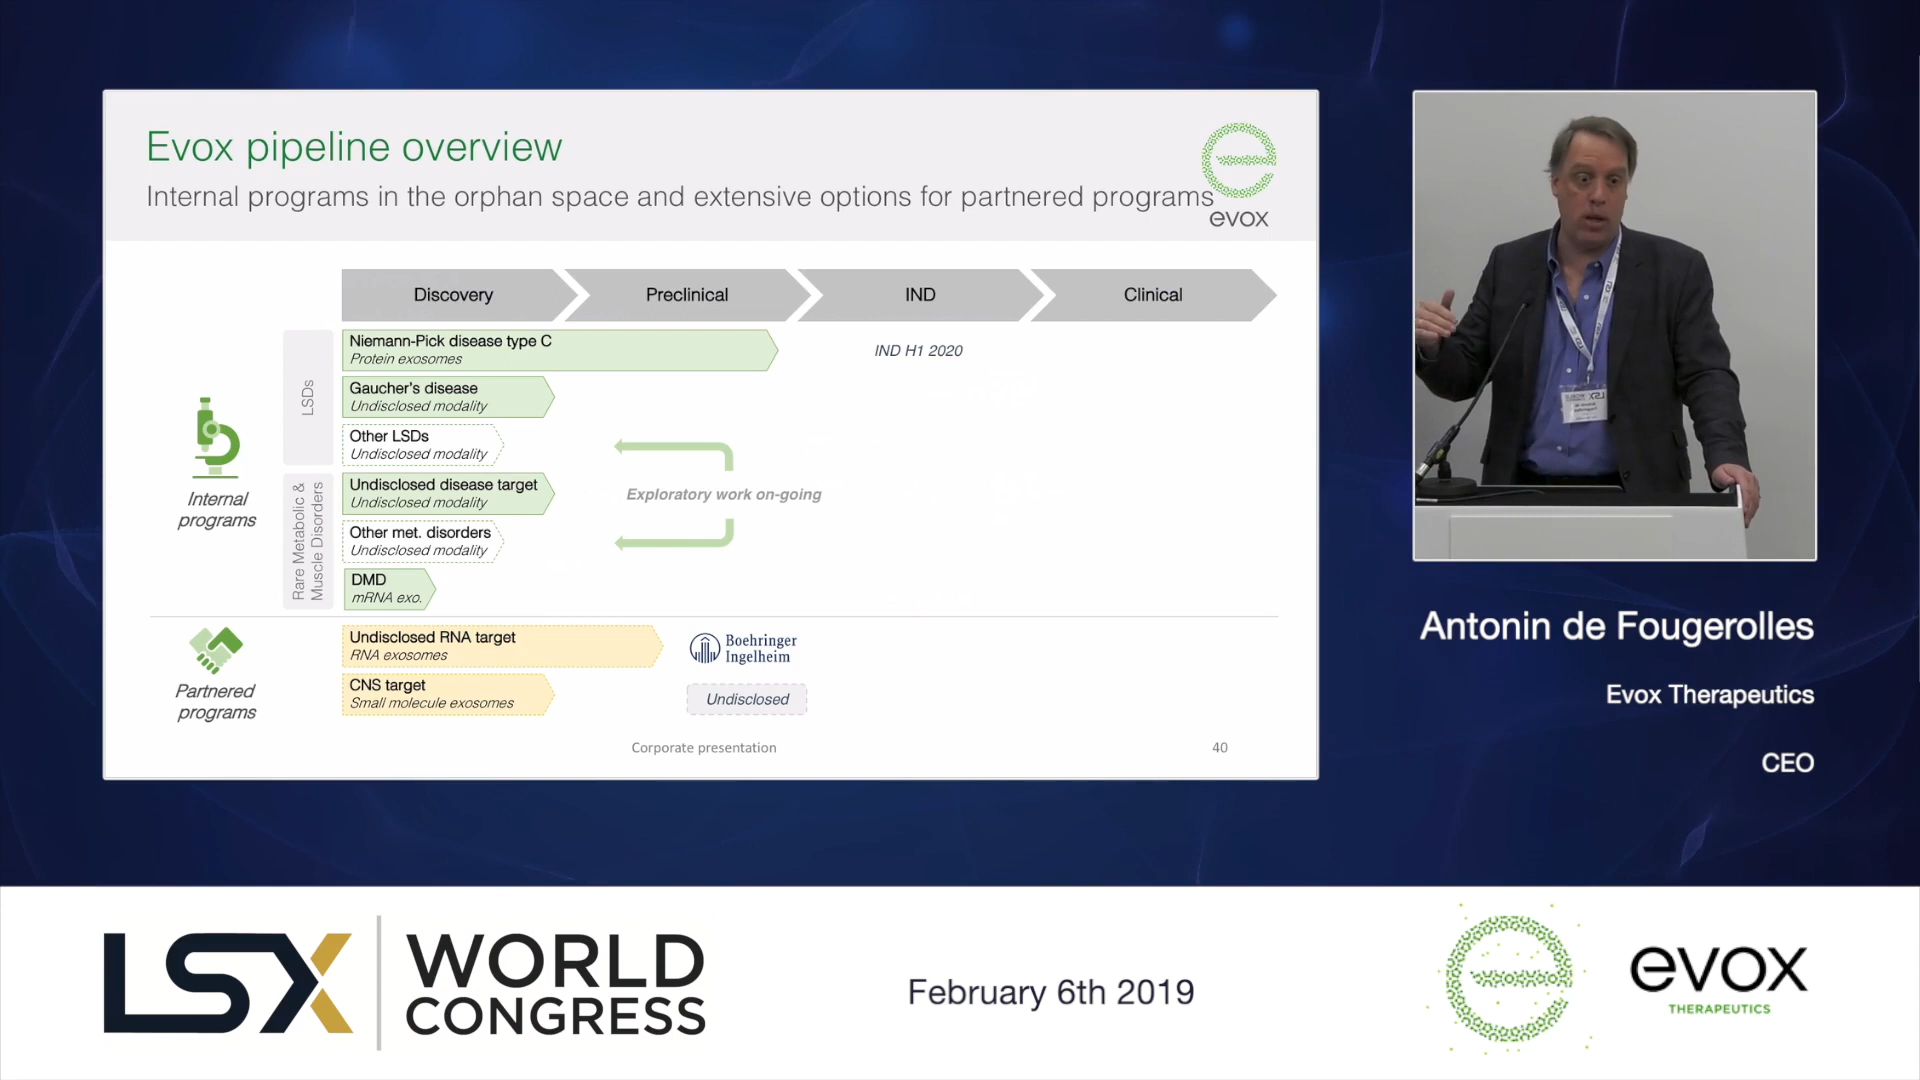 Evox pipeline overview
Internal programs in the orphan space and extensive options for partnered programs
evox
Discovery
Preclinical
IND
Clinical
LSDs
Niemann-Pick disease type C
Protein exosomes
IND H1 2020
Gaucher's disease
Undisclosed modality
Other LSDs
Undisclosed modality
Internal
programs
Rare Metabolic &
Muscle Disorders
Undisclosed disease target
Undisclosed modality
Exploratory work on-going
Other met. disorders
Undisclosed modality
DMD
mRNA exo.
Partnered
programs
Undisclosed RNA target
RNA exosomes
Boehringer
Ingelheim
CNS target
Small molecule exosomes
Undisclosed
Corporate presentation
40
Antonin de Fougerolles
Evox Therapeutics
CEO
LSX
WORLD
CONGRESS
February 6th 2019
evox
THERAPEUTICS